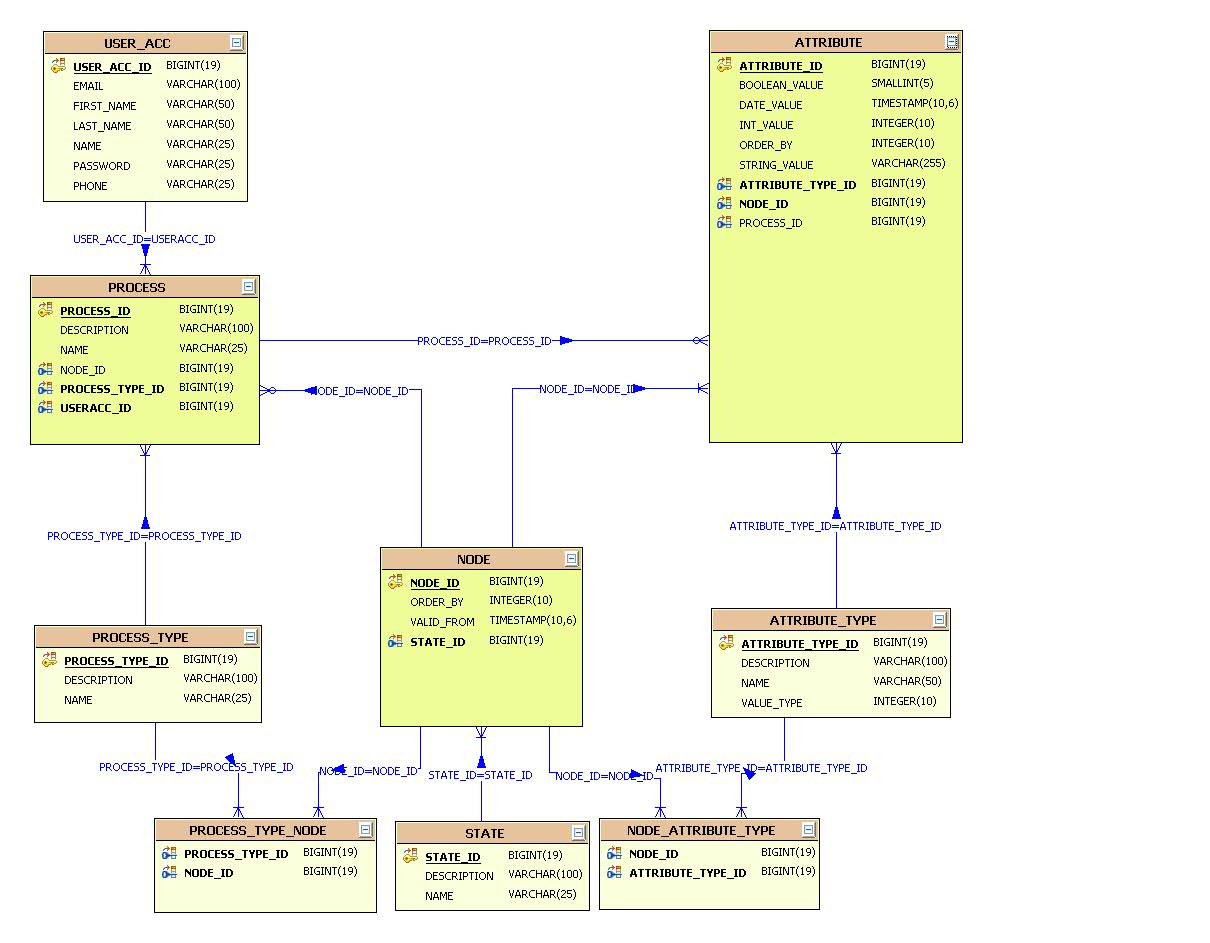 USER_ACC
USER_ACC_ID BIGINT(19)
EMAIL VARCHAR(100)
FIRST_NAME VARCHAR(50)
LAST_NAME VARCHAR(50)
NAME VARCHAR(25)
PASSWORD VARCHAR(25)
PHONE VARCHAR(25)
ATTRIBUTE
ATTRIBUTE_ID BIGINT(19)
BOOLEAN_VALUE SMALLINT(5)
DATE_VALUE TIMESTAMP(10,6)
INT_VALUE INTEGER(10)
ORDER_BY INTEGER(10)
STRING_VALUE VARCHAR(255)
ATTRIBUTE_TYPE_ID BIGINT(19)
NODE_ID BIGINT(19)
PROCESS_ID BIGINT(19)
USER_ACC_ID=USERACC_ID
PROCESS
PROCESS_ID BIGINT(19)
DESCRIPTION VARCHAR(100)
NAME VARCHAR(25)
NODE_ID BIGINT(19)
PROCESS_TYPE_ID BIGINT(19)
USERACC_ID BIGINT(19)
PROCESS_ID=PROCESS_ID
NODE_ID=NODE_ID
NODE_ID=NODE_ID
PROCESS_TYPE_ID=PROCESS_TYPE_ID
ATTRIBUTE_TYPE_ID=ATTRIBUTE_TYPE_ID
NODE
NODE_ID BIGINT(19)
ORDER_BY INTEGER(10)
VALID_FROM TIMESTAMP(10,6)
STATE_ID BIGINT(19)
PROCESS_TYPE
PROCESS_TYPE_ID BIGINT(19)
DESCRIPTION VARCHAR(100)
NAME VARCHAR(25)
ATTRIBUTE_TYPE
ATTRIBUTE_TYPE_ID BIGINT(19)
DESCRIPTION VARCHAR(100)
NAME VARCHAR(50)
VALUE_TYPE INTEGER(10)
PROCESS_TYPE_ID=PROCESS_TYPE_ID
NODE_ID=NODE_ID
STATE_ID=STATE_ID
NODE_ID=NODE_ID
ATTRIBUTE_TYPE_ID=ATTRIBUTE_TYPE_ID
PROCESS_TYPE_NODE
PROCESS_TYPE_ID BIGINT(19)
NODE_ID BIGINT(19)
STATE
STATE_ID BIGINT(19)
DESCRIPTION VARCHAR(100)
NAME VARCHAR(25)
NODE_ATTRIBUTE_TYPE
NODE_ID BIGINT(19)
ATTRIBUTE_TYPE_ID BIGINT(19)